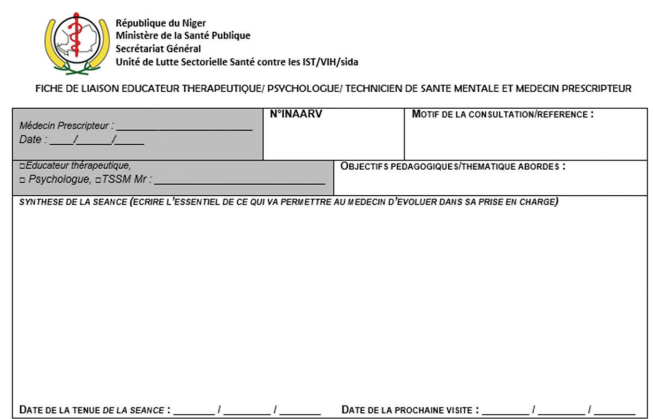 République du Niger
Ministère de la Santé Publique
Secrétariat Général
Unité de Lutte Sectorielle Santé contre les IST/VIH/sida
FICHE DE LIAISON EDUCATEUR THERAPEUTIQUE/ PSYCHOLOGUE/ TECHNICIEN DE SANTE MENTALE ET MEDECIN PRESCRIPTEUR
Médecin Prescripteur : ________________________
Date : ____/______/_____
N°INAARV
MOTIF DE LA CONSULTATION/REFERENCE :
□Educateur thérapeutique,
□ Psychologue, □TSSM Mr : ______________________________
OBJECTIFS PEDAGOGIQUES/THEMATIQUE ABORDES :
SYNTHESE DE LA SEANCE (ECRIRE L'ESSENTIEL DE CE QUI VA PERMETTRE AU MEDECIN D'EVOLUER DANS SA PRISE EN CHARGE)
DATE DE LA TENUE DE LA SEANCE : _______ / _______ / _______
DATE DE LA PROCHAINE VISITE : _______ / _______ / _______